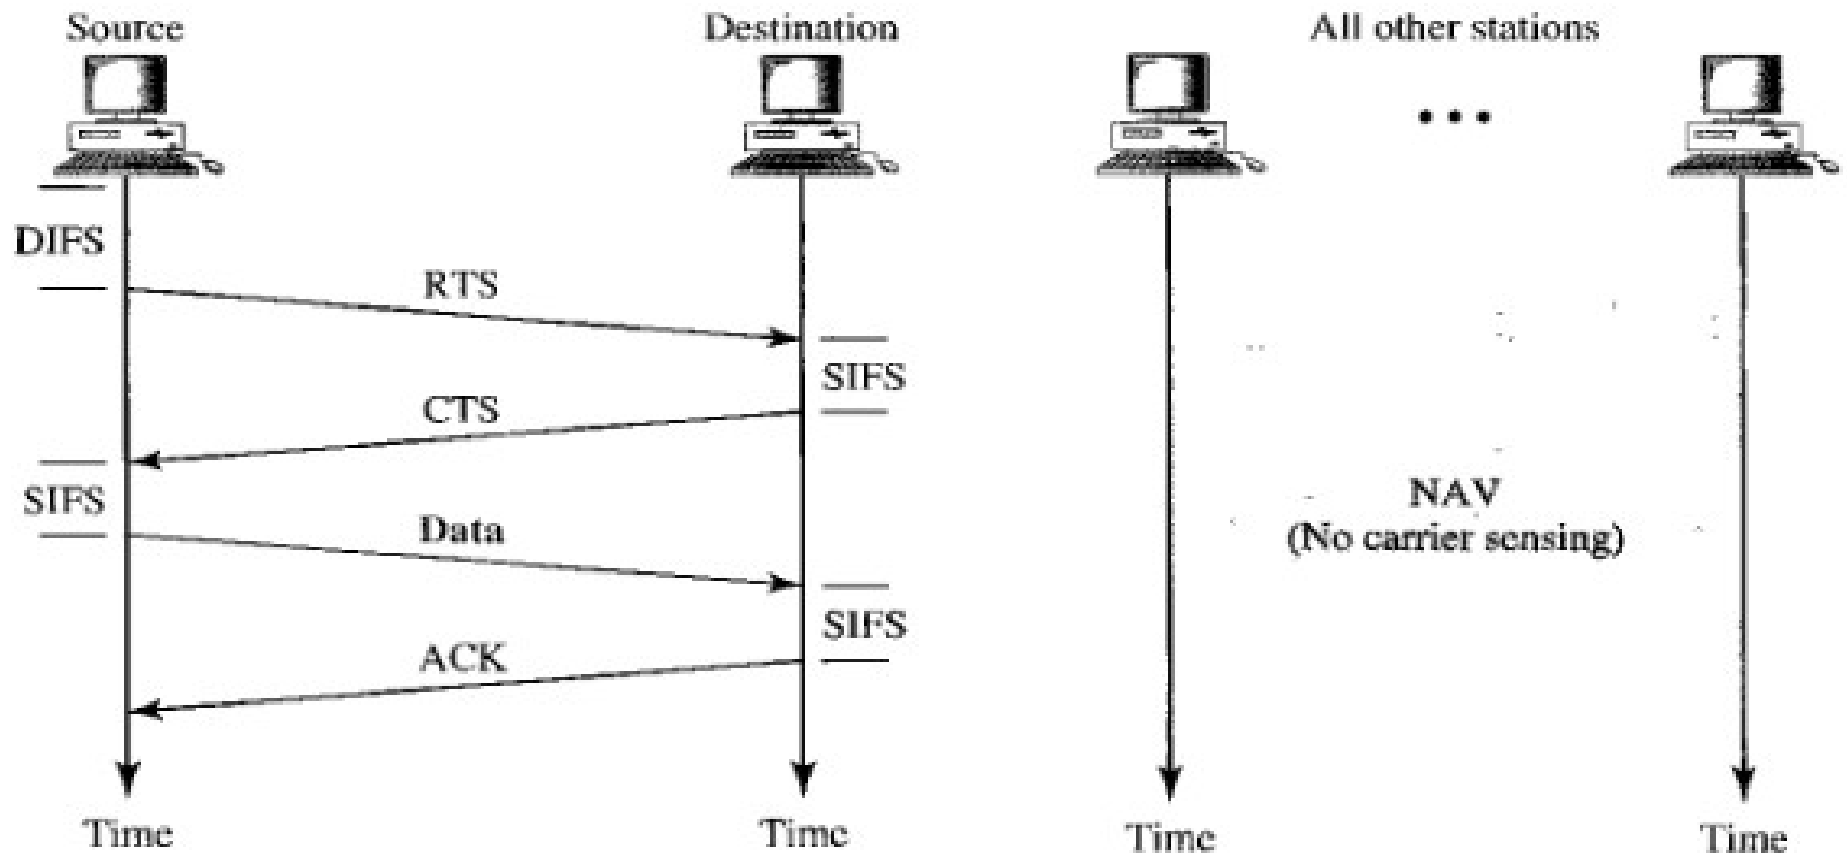 Source
Destination
All other stations
DIFS
RTS
SIFS
CTS
SIFS
Data
NAV
(No carrier sensing)
SIFS
ACK
Time
Time
Time
Time